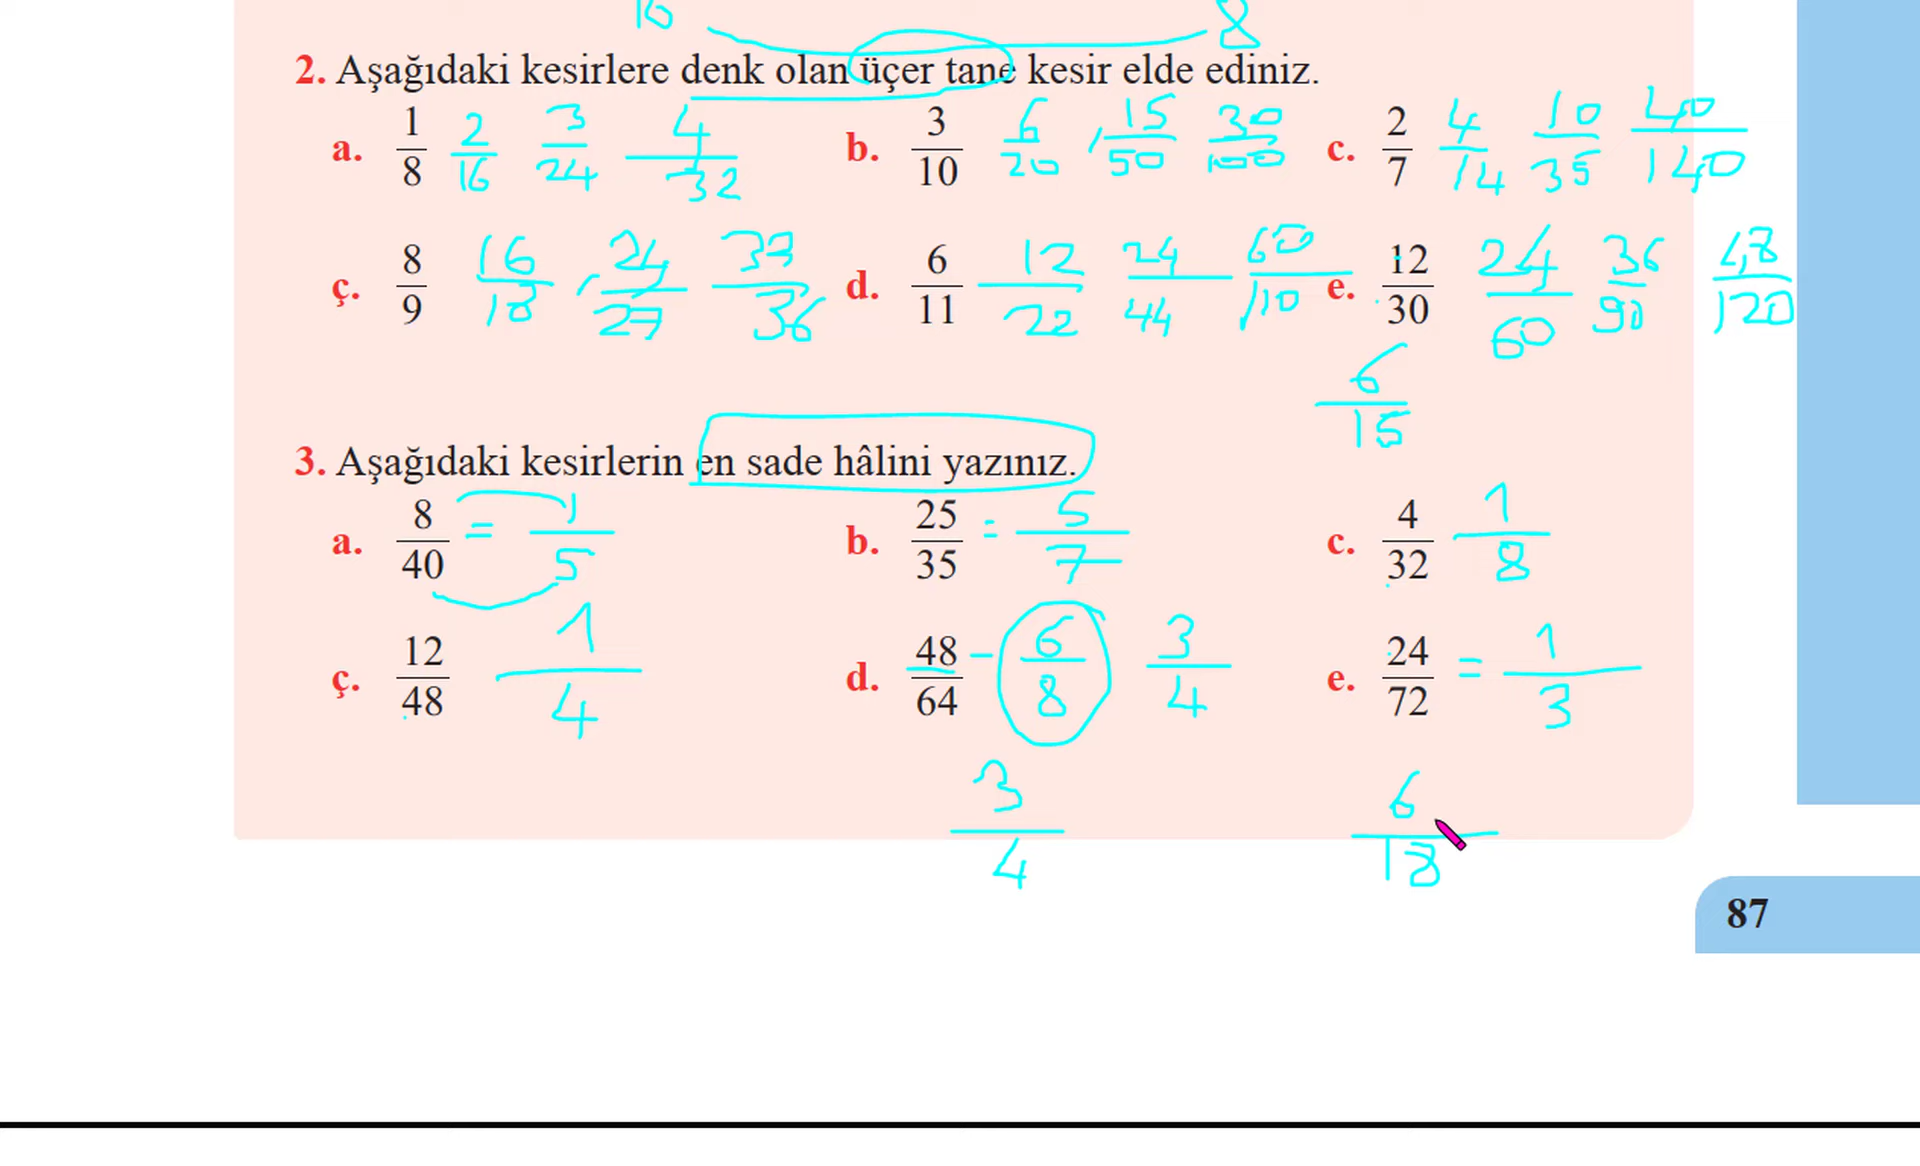 16 8
2. Aşağıdaki kesirlere denk olan üçer tane kesir elde ediniz.
a. 1/8 2/16 3/24 4/32 b. 3/10 6/20 , 15/50 30/100 c. 2/7 4/14 10/35 40/140
ç. 8/9 16/18 , 24/27 33/36 d. 6/11 12/22 24/44 60/110 e. 12/30 24/60 36/90 48/120
6/15
3. Aşağıdaki kesirlerin en sade hâlini yazınız.
a. 8/40 = 1/5 b. 25/35 = 5/7 c. 4/32 1/8
ç. 12/48 1/4 d. 48/64 - 6/8 3/4 e. 24/72 = 1/3
3/4 6/18
87